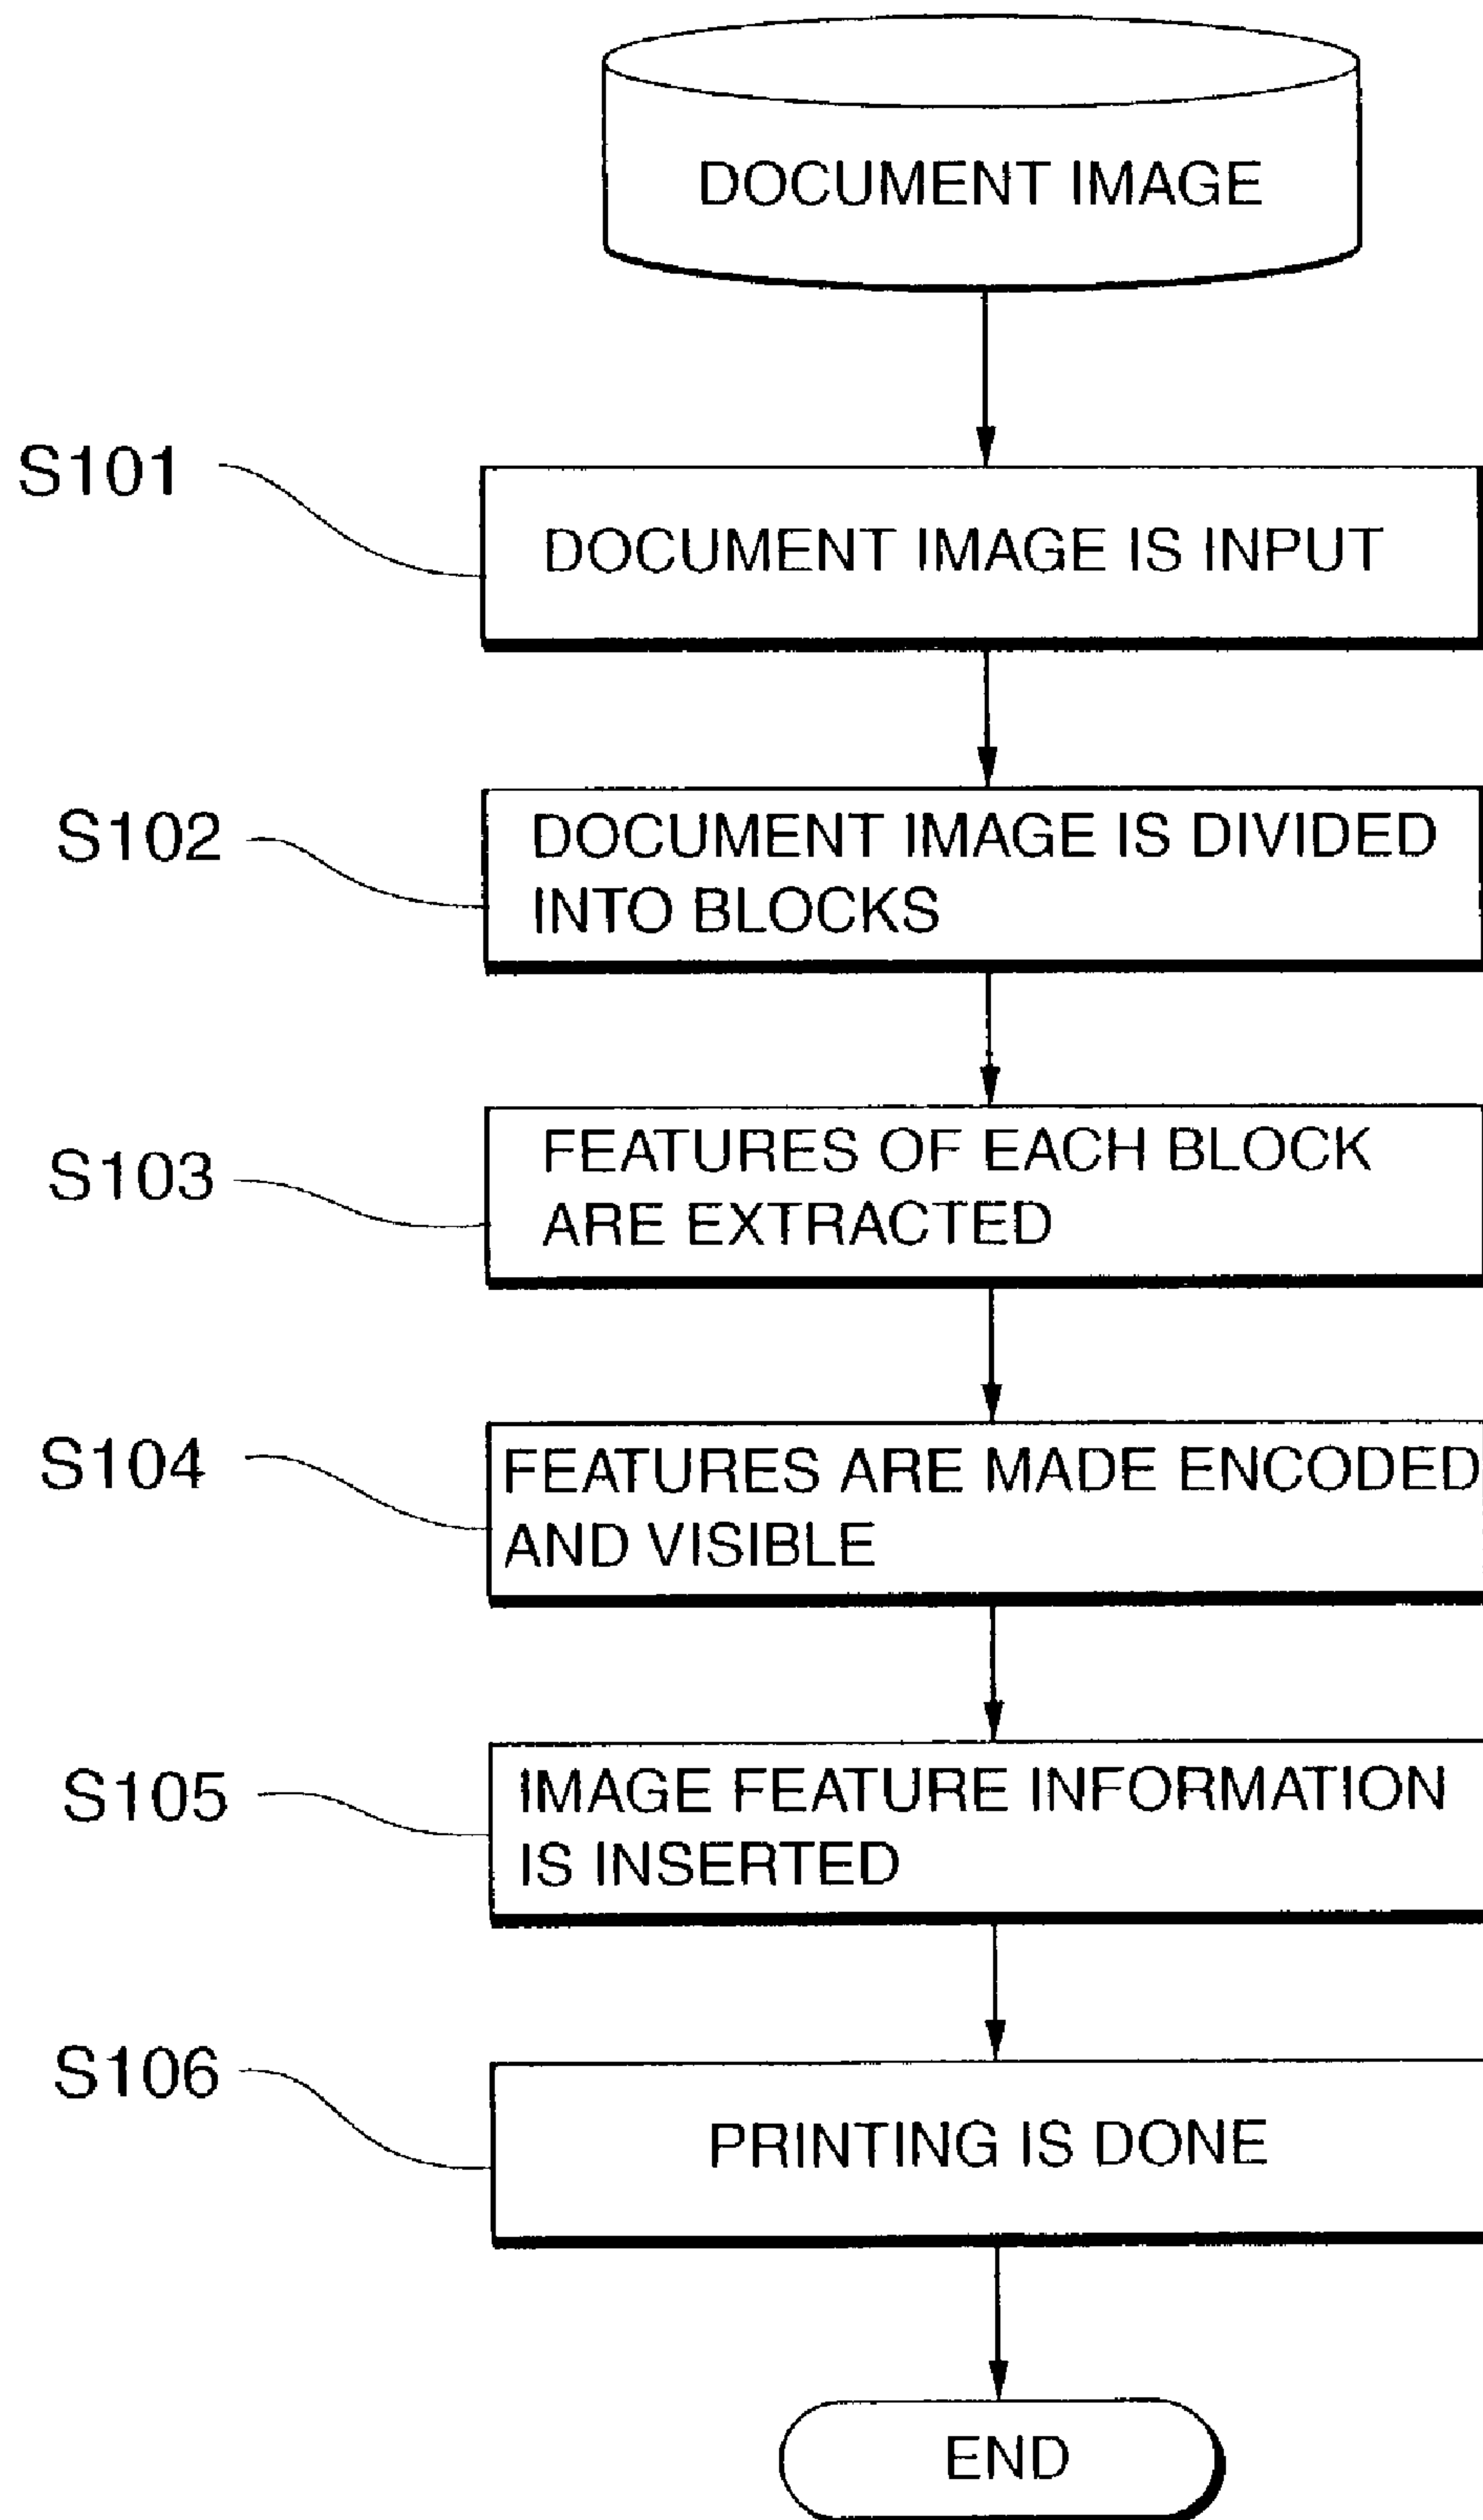 DOCUMENT IMAGE
S101
DOCUMENT IMAGE IS INPUT
S102
DOCUMENT IMAGE IS DIVIDED
INTO BLOCKS
S103
FEATURES OF EACH BLOCK
ARE EXTRACTED
S104
FEATURES ARE MADE ENCODED
AND VISIBLE
S105
IMAGE FEATURE INFORMATION
IS INSERTED
S106
PRINTING IS DONE
END